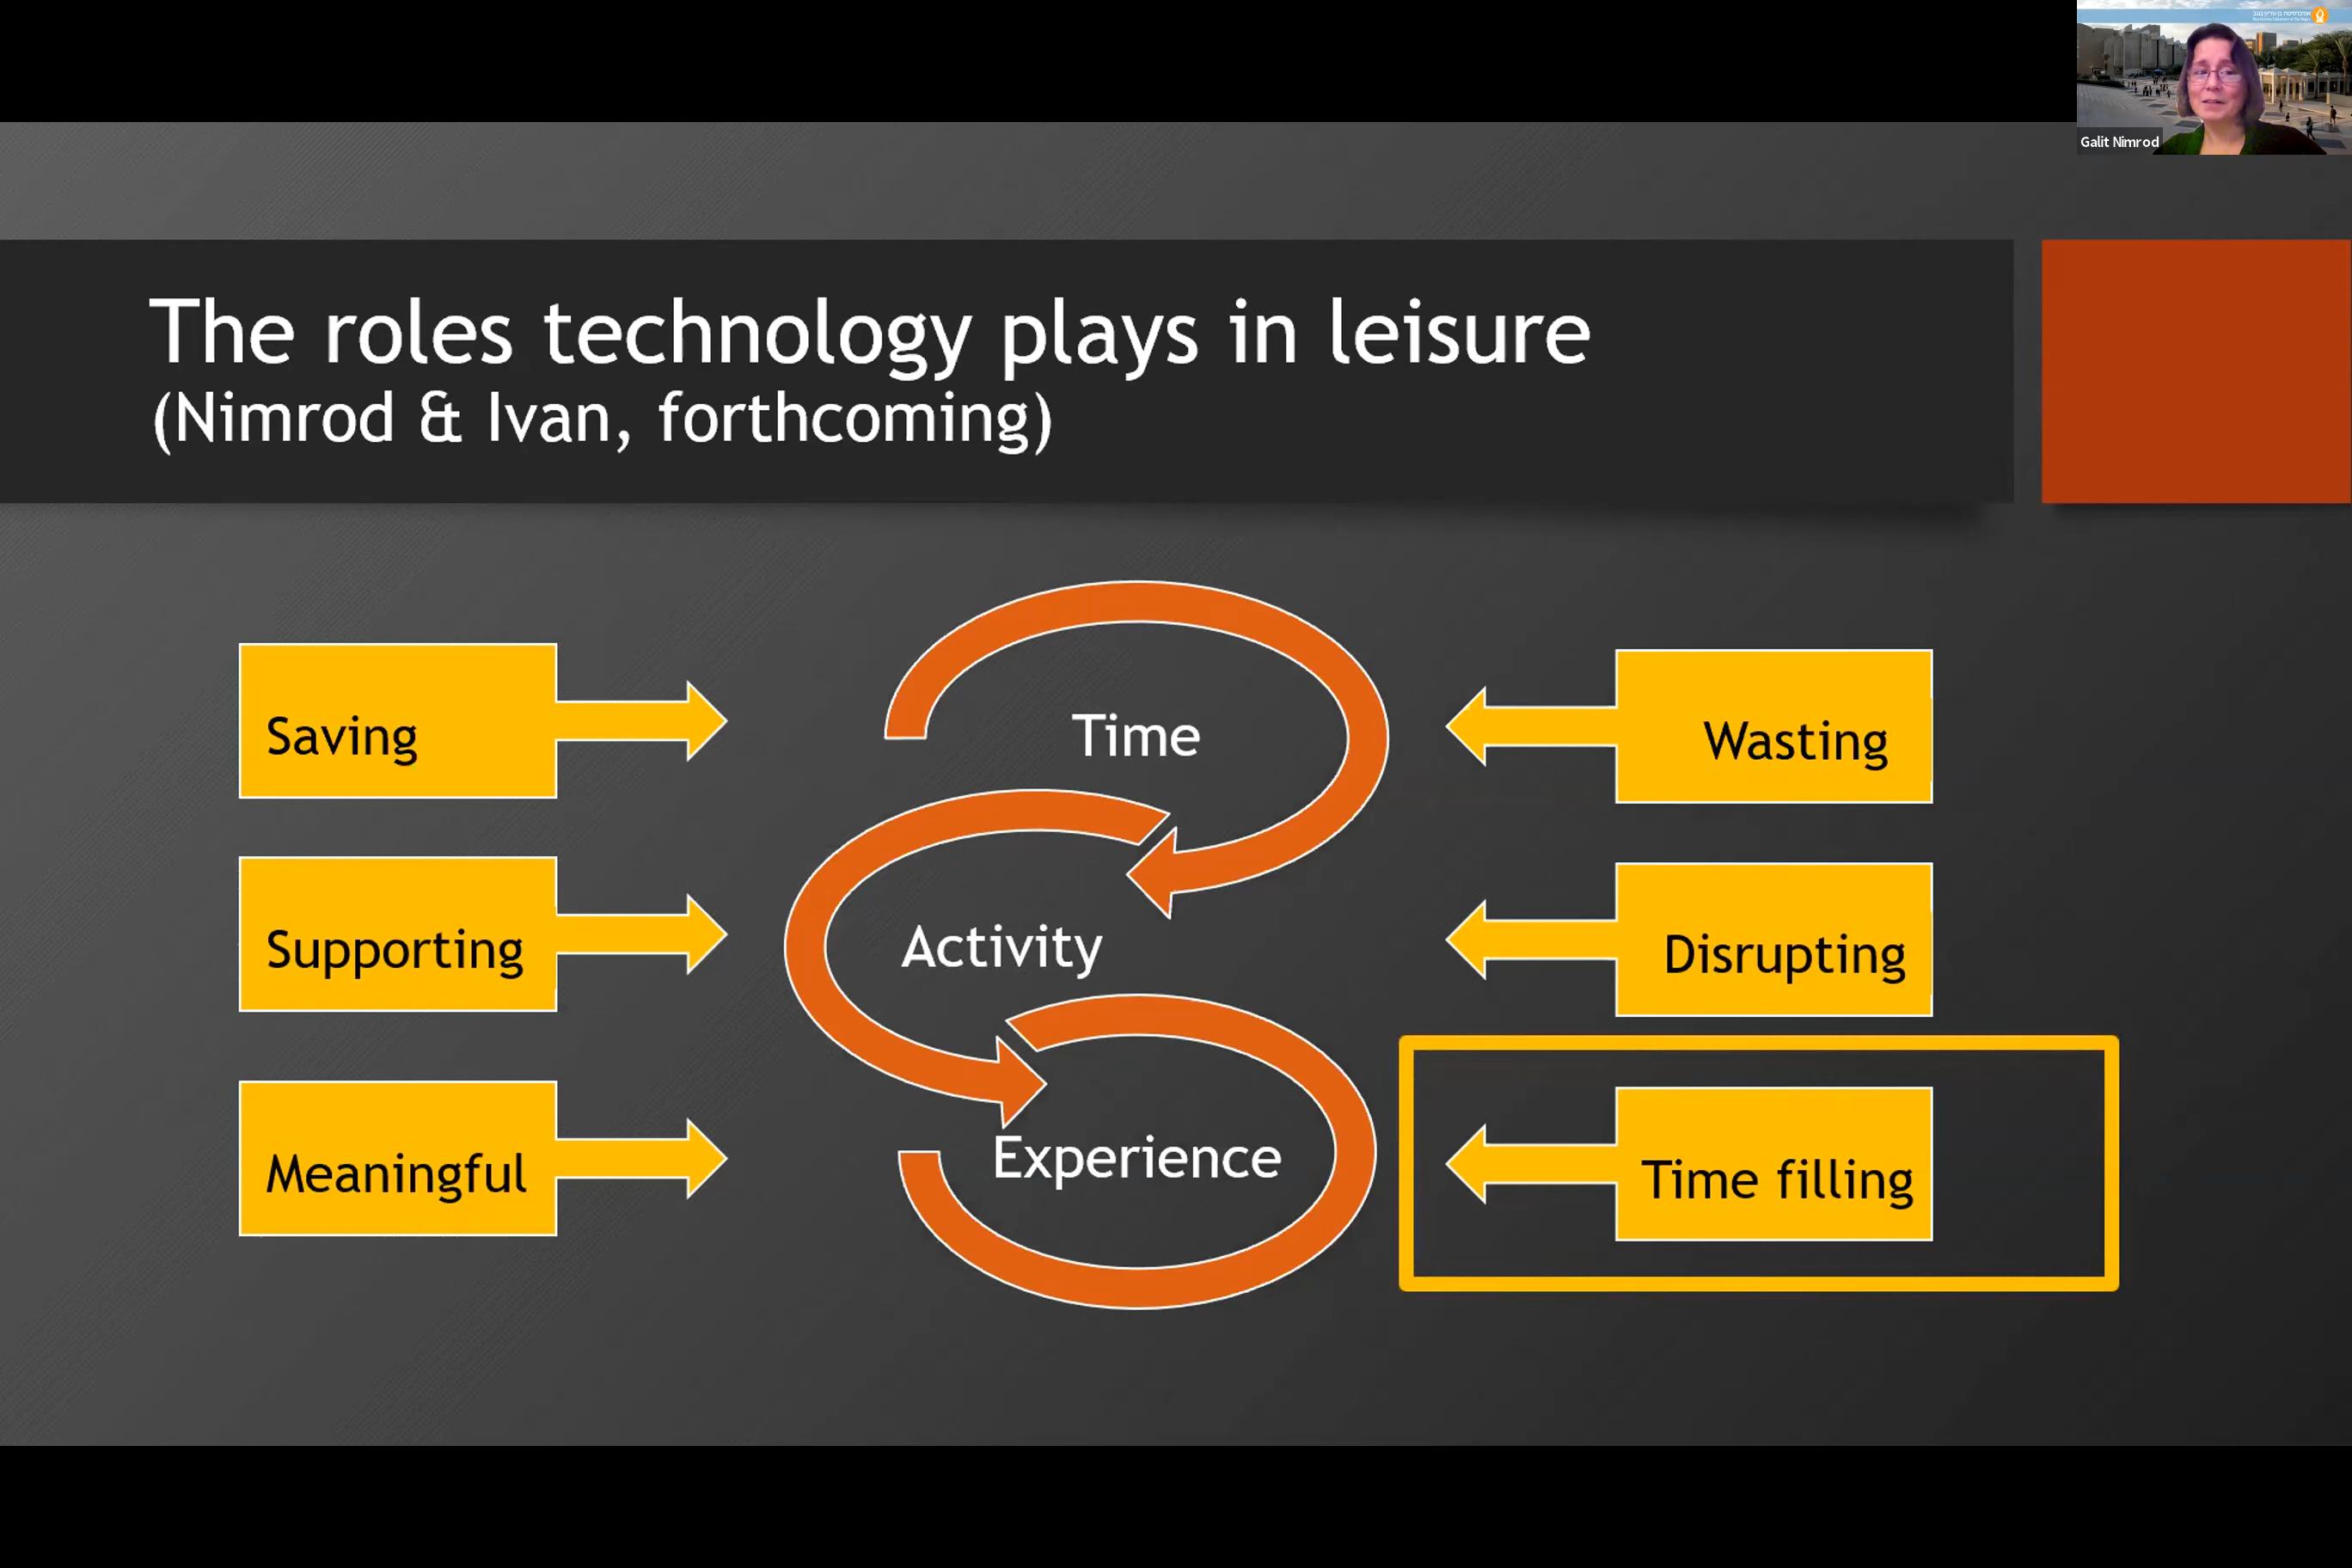 Galit Nimrod
The roles technology plays in leisure
(Nimrod & Ivan, forthcoming)
Saving
Time
Wasting
Supporting
Activity
Disrupting
Meaningful
Experience
Time filling